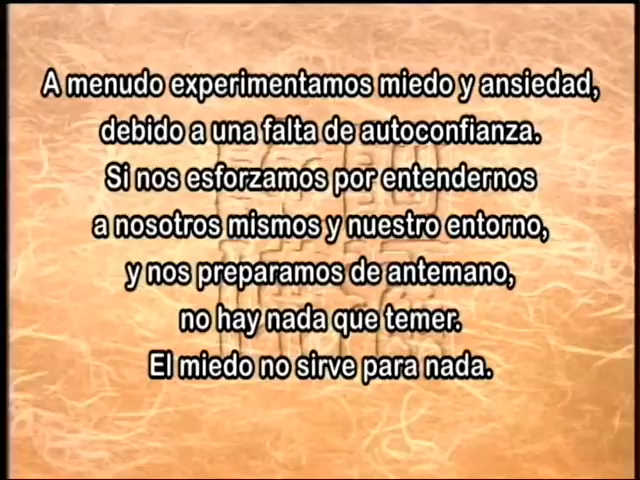 A menudo experimentamos miedo y ansiedad,
debido a una falta de autoconfianza.
Si nos esforzamos por entendernos
a nosotros mismos y nuestro entorno,
y nos preparamos de antemano,
no hay nada que temer.
El miedo no sirve para nada.